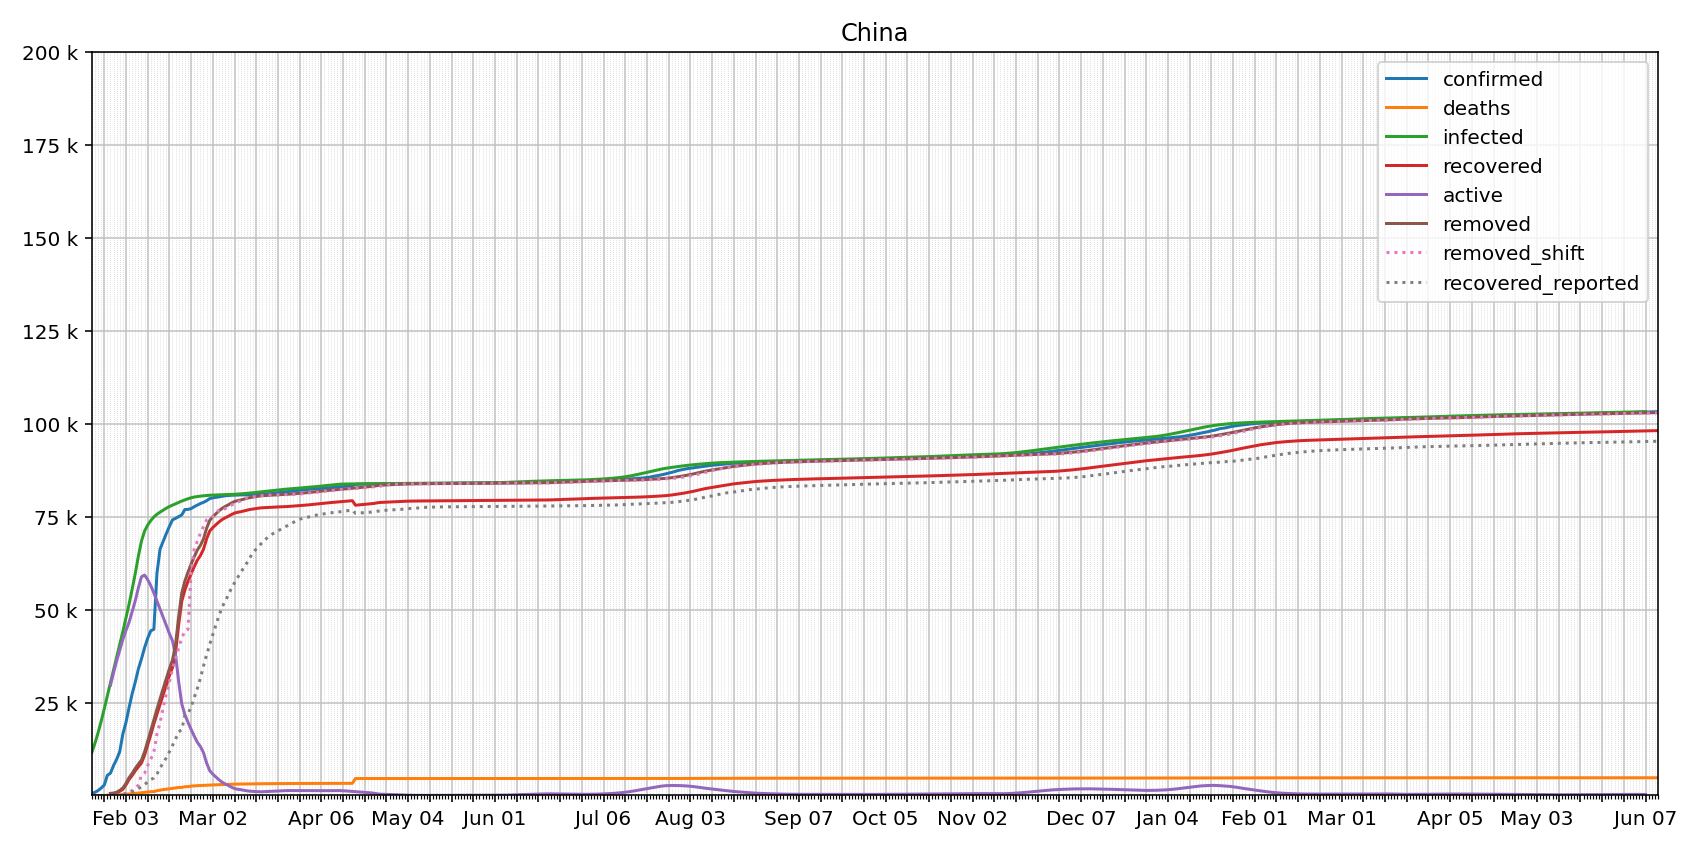 China
200 k
175 k
150 k
125 k
100 k
75 k
50 k
25 k
confirmed
deaths
infected
recovered
active
removed
removed_shift
recovered_reported
Feb 03 Mar 02 Apr 06 May 04 Jun 01 Jul 06 Aug 03 Sep 07 Oct 05 Nov 02 Dec 07 Jan 04 Feb 01 Mar 01 Apr 05 May 03 Jun 07